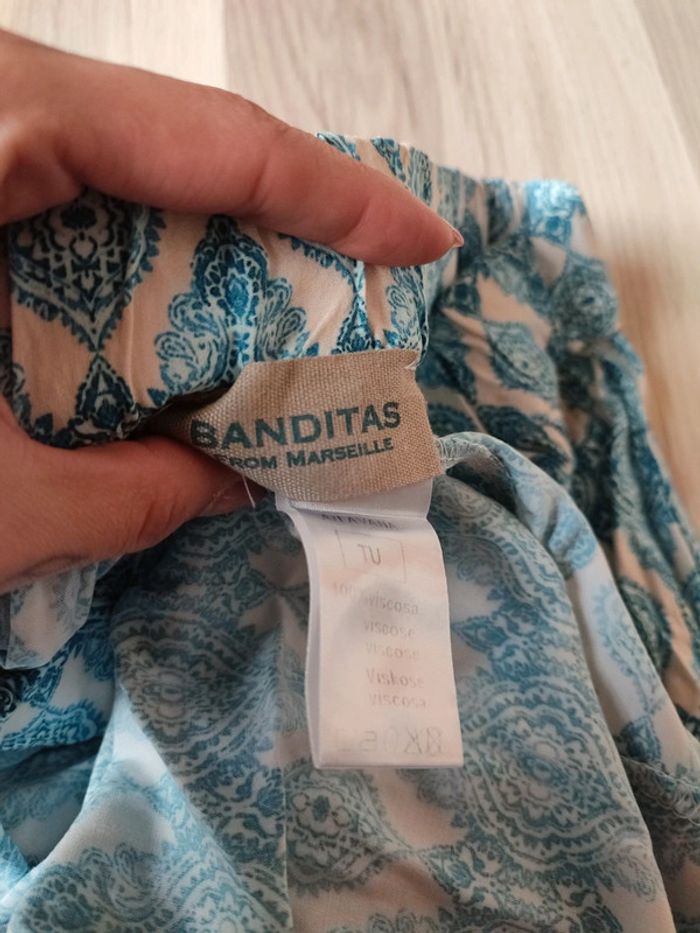 BANDITAS
FROM MARSEILLE
TU
100% viscosa
viscose
viscose
Viskose
viscosa